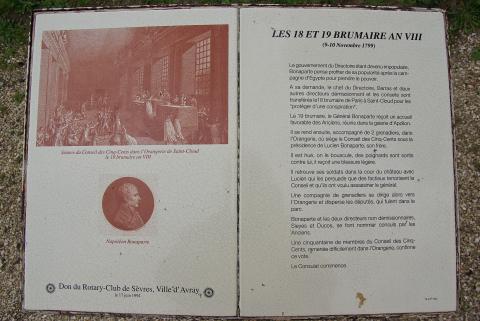 Séance du Conseil des Cinq-Cents dans l'Orangerie de Saint-Cloud
le 18 brumaire an VIII
Napoléon Bonaparte
Don du Rotary-Club de Sèvres, Ville d'Avray
le 17 juin 1994
LES 18 ET 19 BRUMAIRE AN VIII
(9-10 Novembre 1799)
Le gouvernement du Directoire étant devenu impopulaire,
Bonaparte pense profiter de sa popularité après la cam-
pagne d'Egypte pour prendre le pouvoir.
A sa demande, le chef du Directoire, Barras et deux
autres directeurs démissionnent et les conseils sont
transférés le 18 brumaire de Paris à Saint-Cloud pour les
"protéger d'une conspiration".
Le 19 brumaire, le Général Bonaparte reçoit un accueil
favorable des Anciens, réunis dans la galerie d'Apollon.
Il se rend ensuite, accompagné de 2 grenadiers, dans
l'Orangerie, où siège le Conseil des Cinq-Cents sous la
présidence de Lucien Bonaparte, son frère.
Il est hué, on le bouscule, des poignards sont sortis
contre lui, il reçoit une blessure légère.
Il retrouve ses soldats dans la cour du château avec
Lucien qui les persuade que des factieux terrorisent le
Conseil et qu'ils ont voulu assassiner le général.
Une compagnie de grenadiers se dirige alors vers
l'Orangerie et disperse les députés, qui fuient dans le
parc.
Bonaparte et les deux directeurs non démissionnaires,
Sieyes et Ducos, se font nommer consuls par les
Anciens.
Une cinquantaine de membres du Conseil des Cinq-
Cents, ramenée difficilement dans l'Orangerie, confirme
ce vote.
Le Consulat commence.